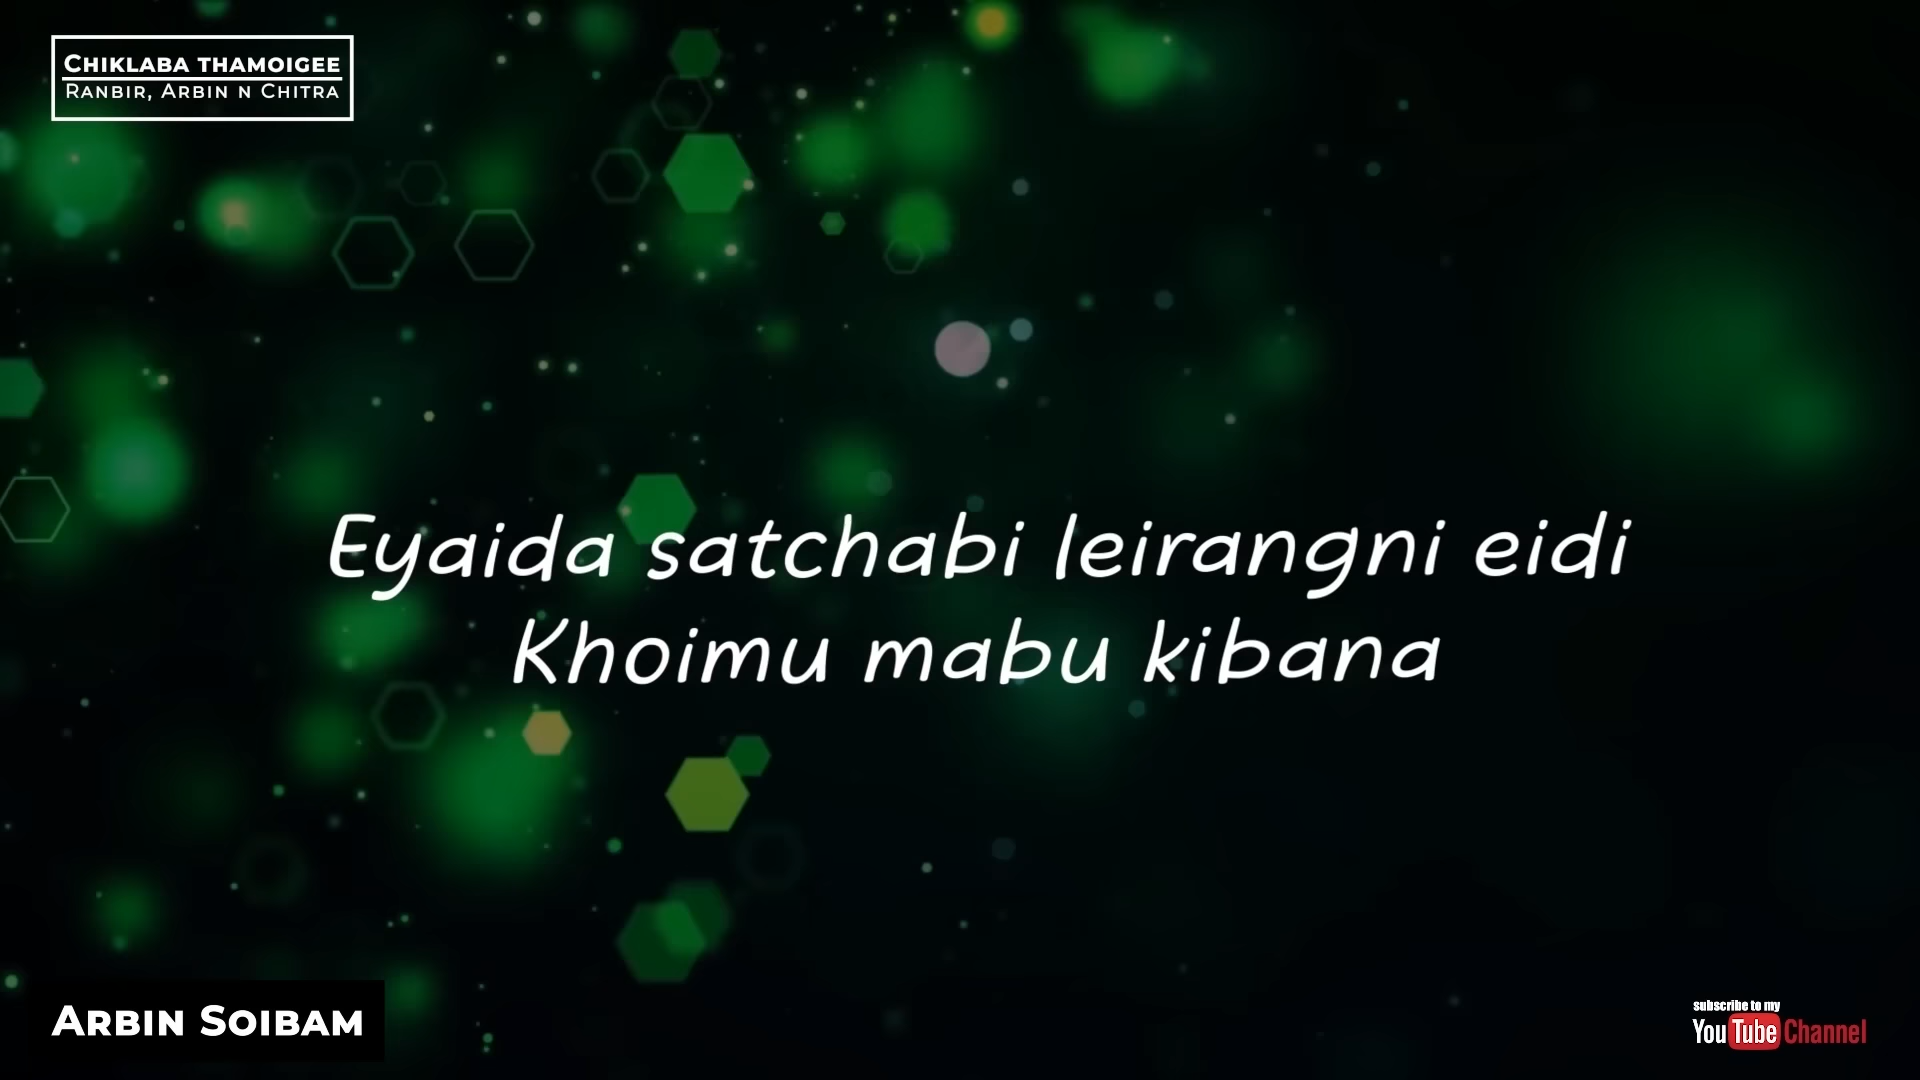 CHIKLABA THAMOIGEE
RANBIR, ARBIN N CHITRA
Eyaida satchabi leirangni eidi
Khoimu mabu kibana
ARBIN SOIBAM
subscribe to my
YouTube Channel